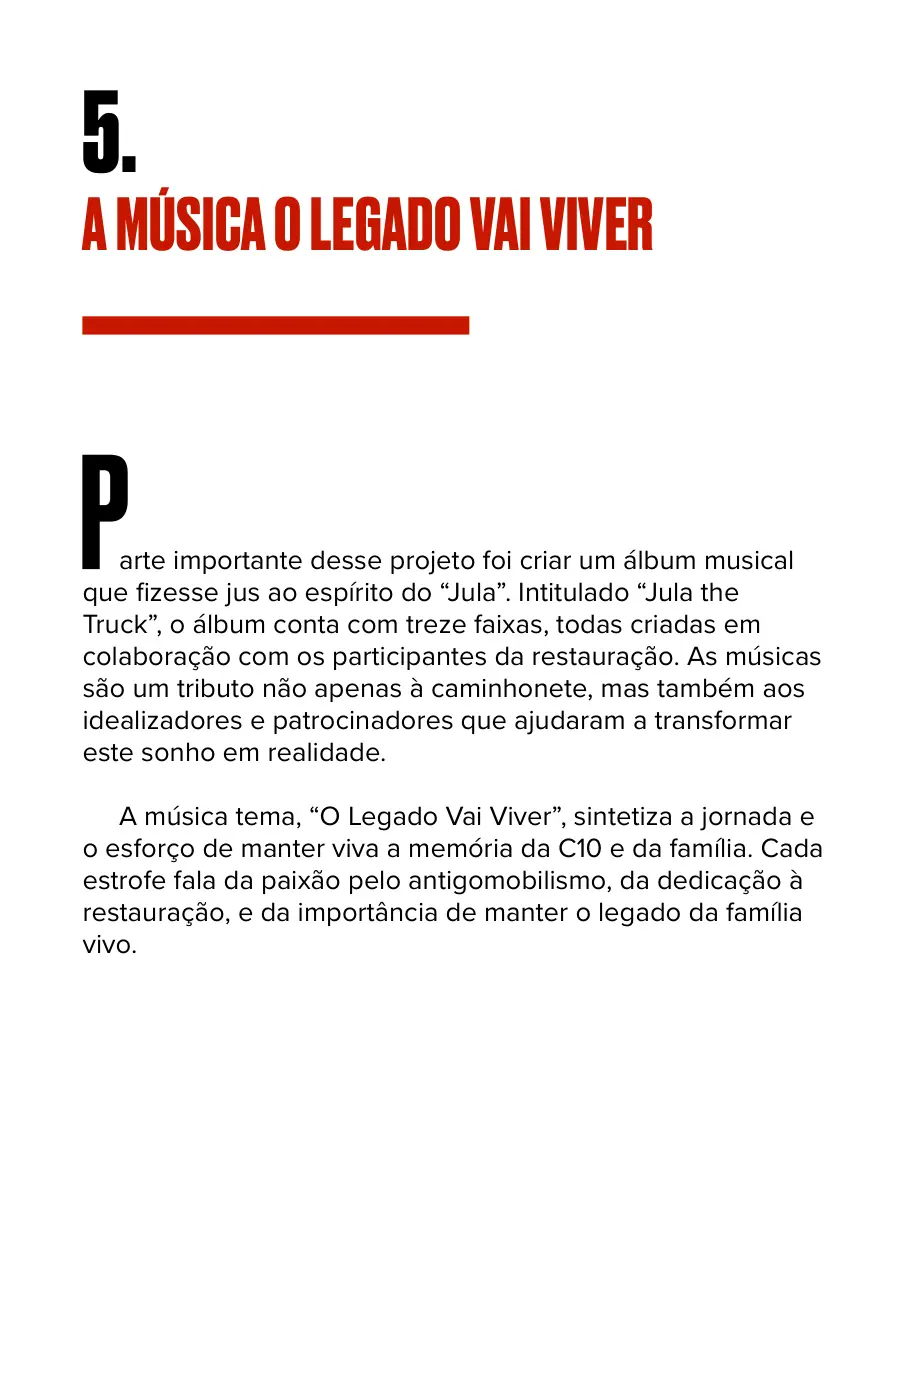 5.
A MÚSICA O LEGADO VAI VIVER
Parte importante desse projeto foi criar um álbum musical
que fizesse jus ao espírito do “Jula”. Intitulado “Jula the
Truck”, o álbum conta com treze faixas, todas criadas em
colaboração com os participantes da restauração. As músicas
são um tributo não apenas à caminhonete, mas também aos
idealizadores e patrocinadores que ajudaram a transformar
este sonho em realidade.
A música tema, “O Legado Vai Viver”, sintetiza a jornada e
o esforço de manter viva a memória da C10 e da família. Cada
estrofe fala da paixão pelo antigomobilismo, da dedicação à
restauração, e da importância de manter o legado da família
vivo.